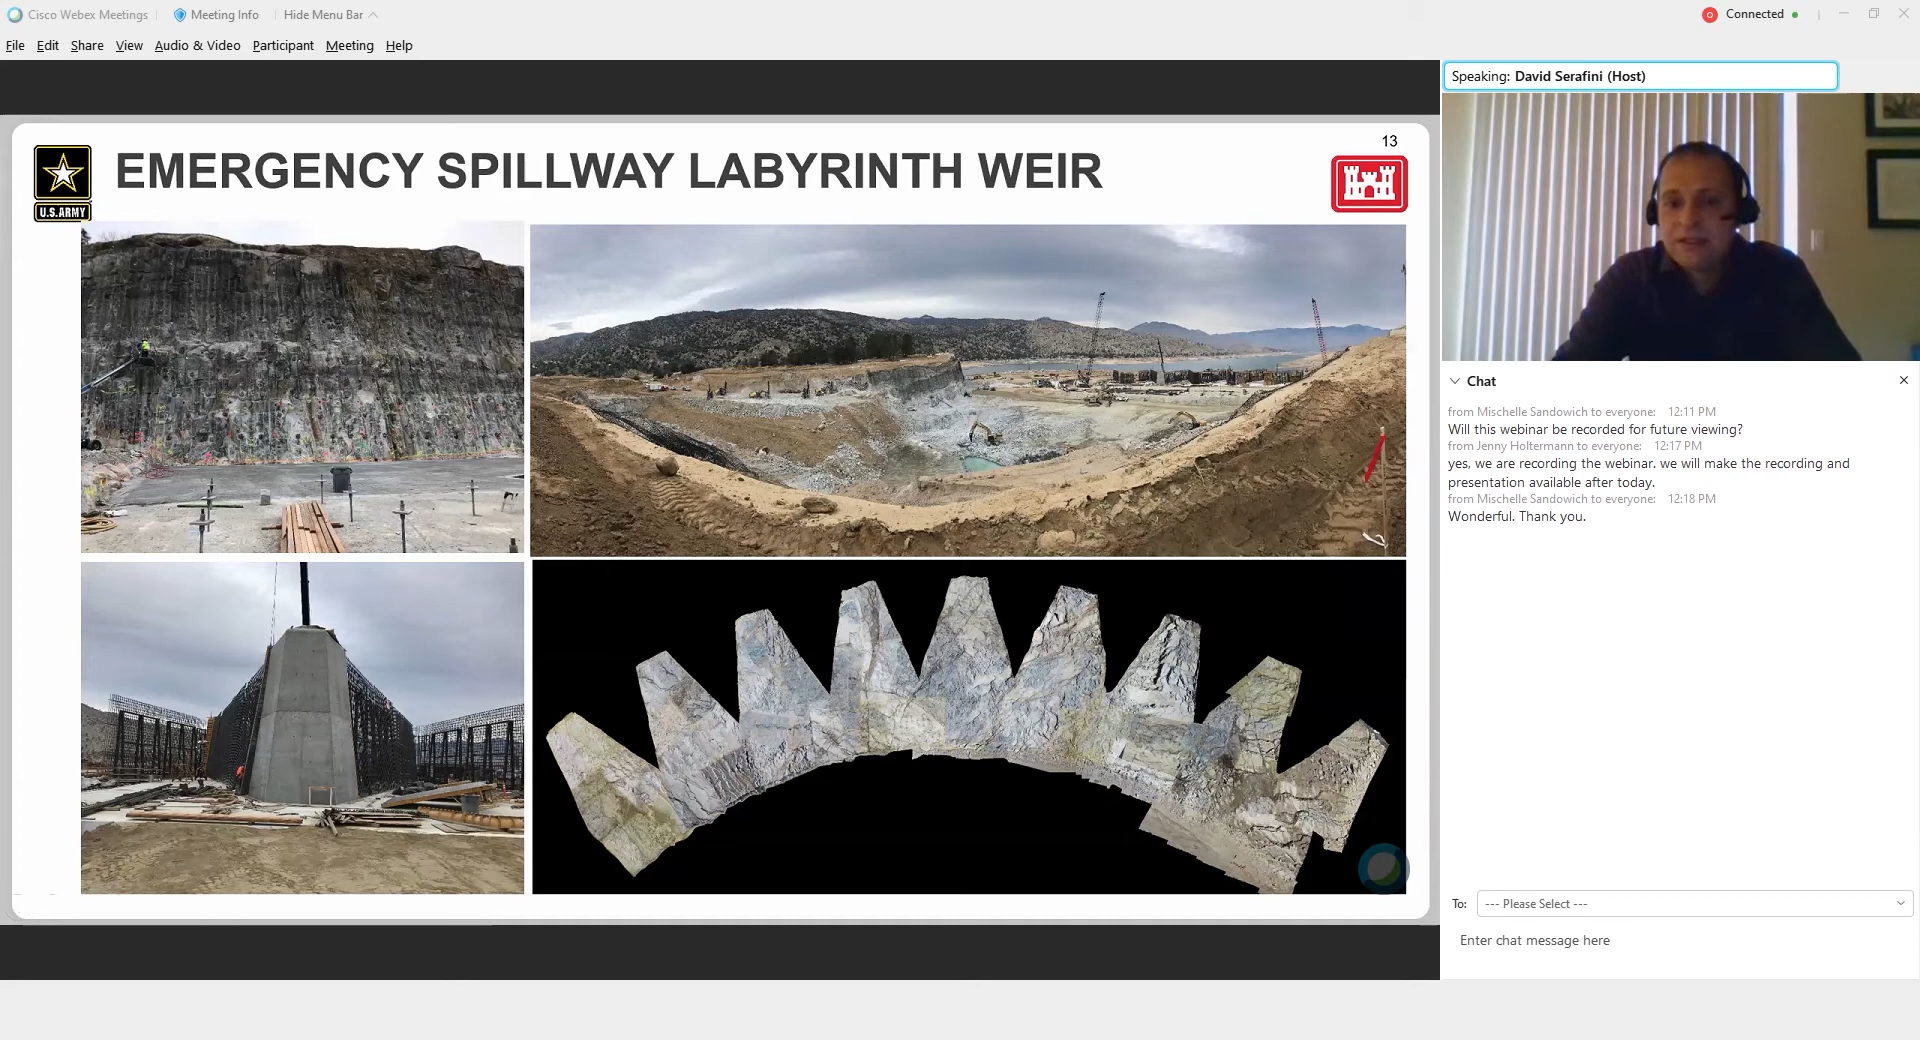 Cisco Webex Meetings
Meeting Info
Hide Menu Bar
Connected
File Edit Share View Audio & Video Participant Meeting Help
Speaking: David Serafini (Host)
13
EMERGENCY SPILLWAY LABYRINTH WEIR
U.S.ARMY
Chat
from Mischelle Sandowich to everyone: 12:11 PM
Will this webinar be recorded for future viewing?
from Jenny Holtermann to everyone: 12:17 PM
yes, we are recording the webinar. we will make the recording and
presentation available after today.
from Mischelle Sandowich to everyone: 12:18 PM
Wonderful. Thank you.
To: --- Please Select ---
Enter chat message here